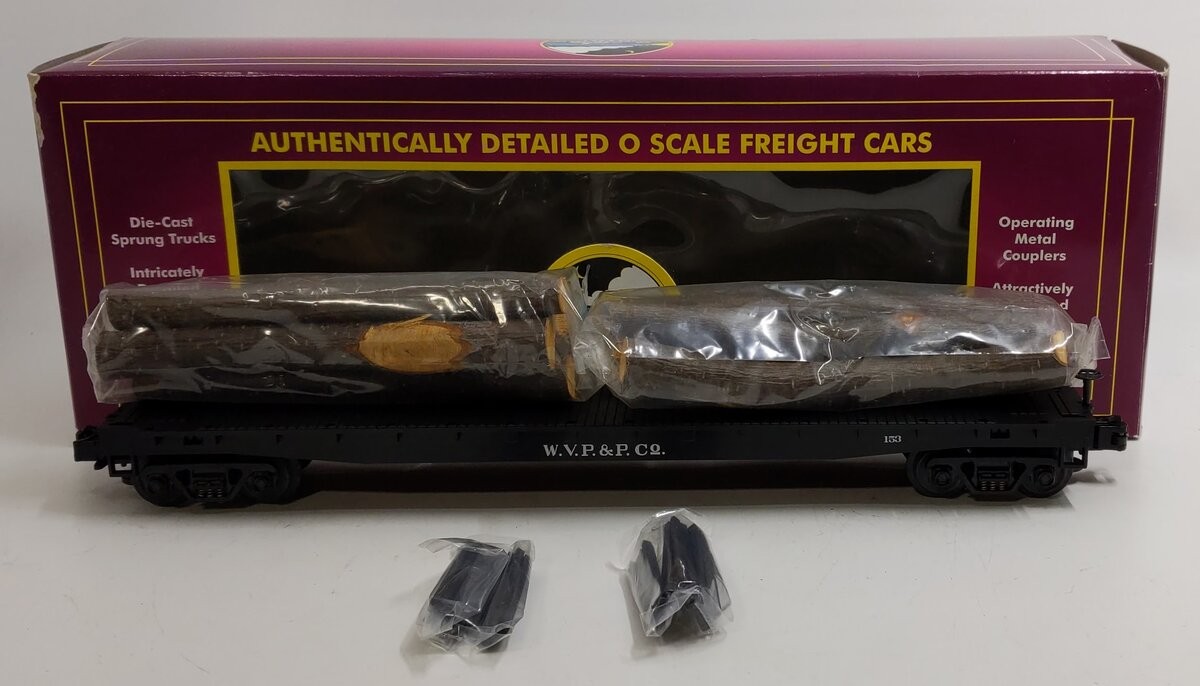 AUTHENTICALLY DETAILED O SCALE FREIGHT CARS
Die-Cast
Sprung Trucks
Intricately
Operating
Metal
Couplers
Attractively
W.V.P.&P. Co.
153